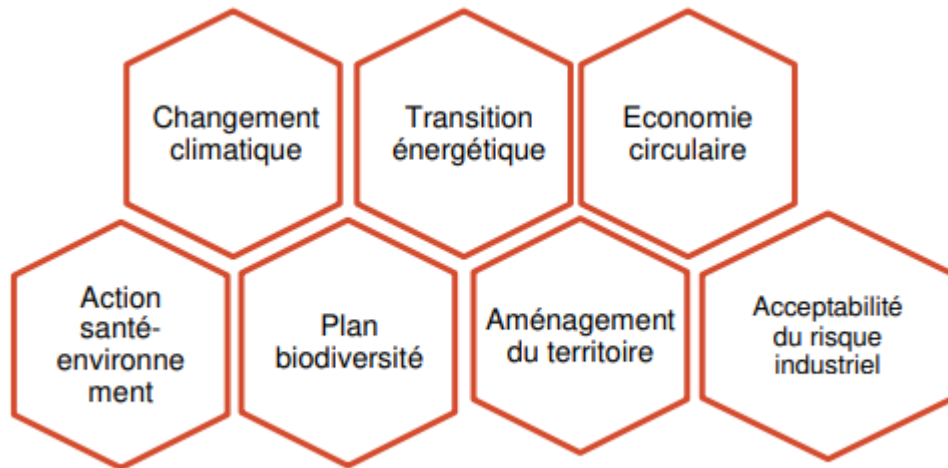 Changement
climatique
Transition
énergétique
Economie
circulaire
Action
santé-
environne
ment
Plan
biodiversité
Aménagement
du territoire
Acceptabilité
du risque
industriel